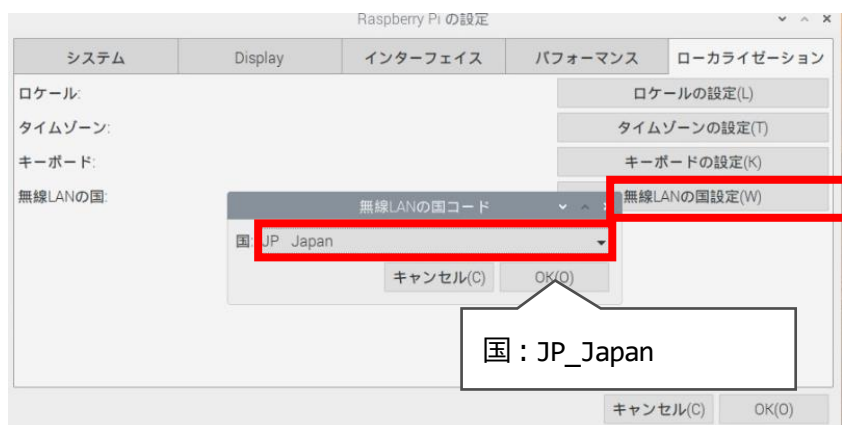 Raspberry Pi の設定
システム Display インターフェイス パフォーマンス ローカライゼーション
ロケール: ロケールの設定(L)
タイムゾーン: タイムゾーンの設定(T)
キーボード: キーボードの設定(K)
無線LANの国: 無線LANの国設定(W)
無線LANの国コード
国: JP Japan
キャンセル(C) OK(O)
国：JP_Japan
キャンセル(C) OK(O)